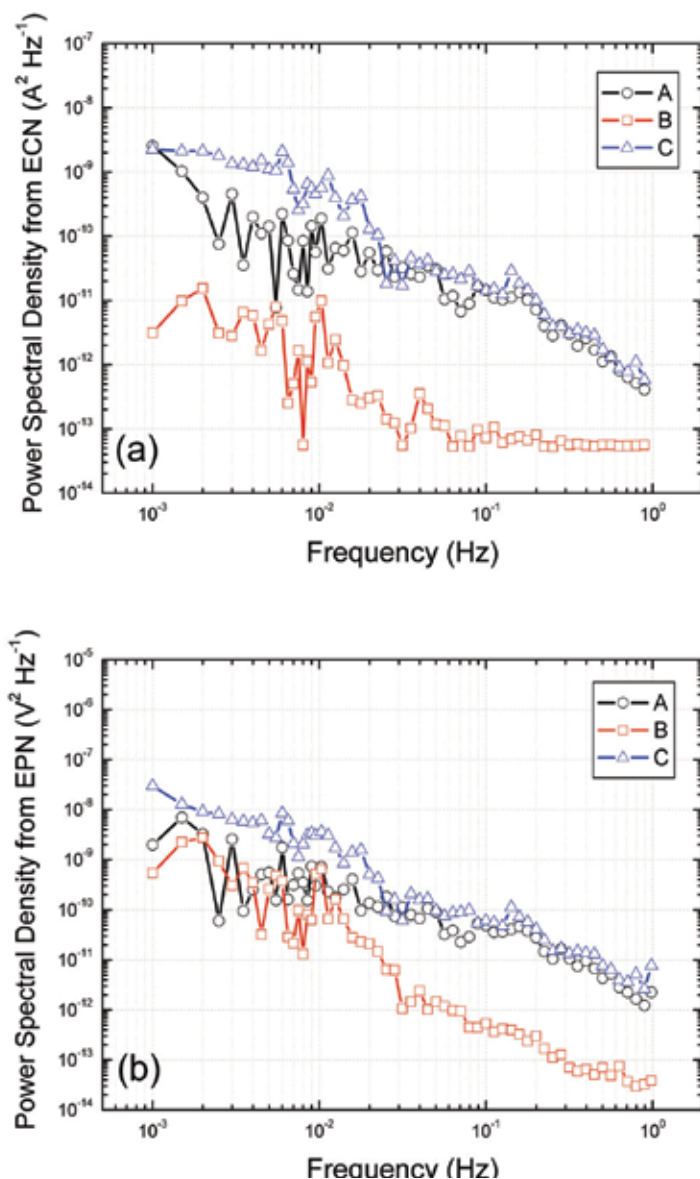 Power Spectral Density from ECN (A² Hz⁻¹)
10⁻⁷
10⁻⁸
10⁻⁹
10⁻¹⁰
10⁻¹¹
10⁻¹²
10⁻¹³
10⁻¹⁴
A
B
C
(a)
10⁻³ 10⁻² 10⁻¹ 10⁰
Frequency (Hz)
Power Spectral Density from EPN (V² Hz⁻¹)
10⁻⁵
10⁻⁶
10⁻⁷
10⁻⁸
10⁻⁹
10⁻¹⁰
10⁻¹¹
10⁻¹²
10⁻¹³
10⁻¹⁴
A
B
C
(b)
10⁻³ 10⁻² 10⁻¹ 10⁰
Frequency (Hz)